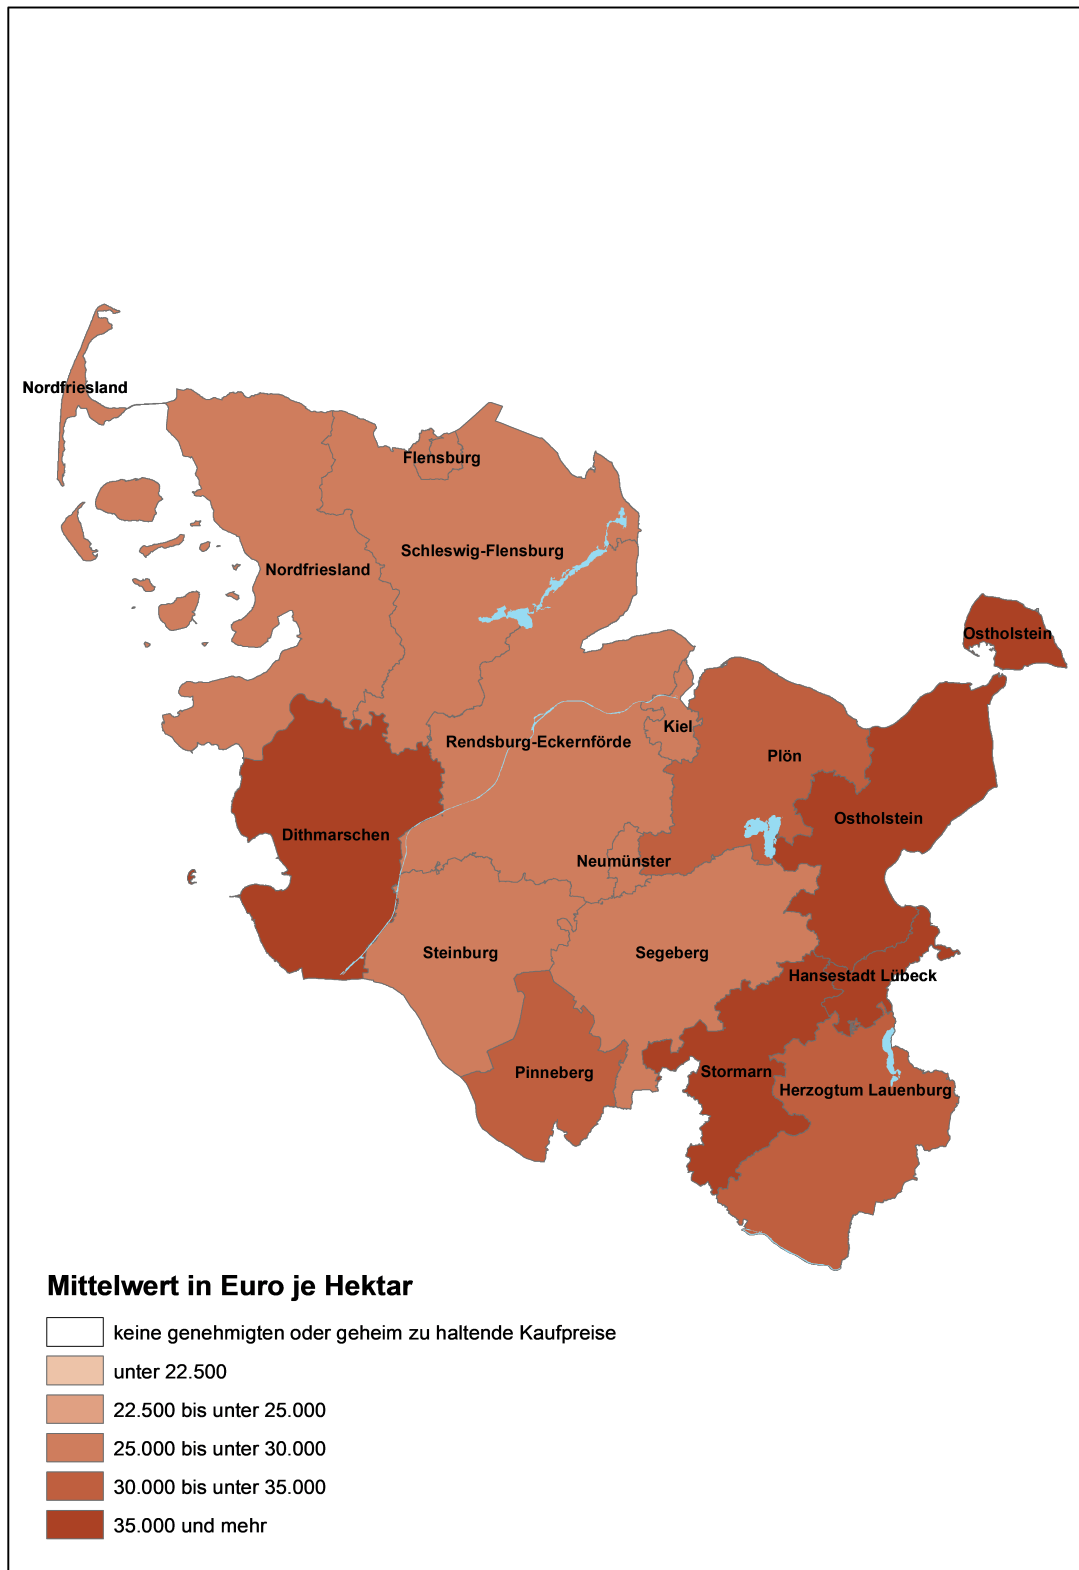 Nordfriesland
Flensburg
Schleswig-Flensburg
Nordfriesland
Ostholstein
Kiel
Rendsburg-Eckernförde
Plön
Ostholstein
Dithmarschen
Neumünster
Steinburg
Segeberg
Hansestadt Lübeck
Pinneberg
Stormarn
Herzogtum Lauenburg
Mittelwert in Euro je Hektar
keine genehmigten oder geheim zu haltende Kaufpreise
unter 22.500
22.500 bis unter 25.000
25.000 bis unter 30.000
30.000 bis unter 35.000
35.000 und mehr